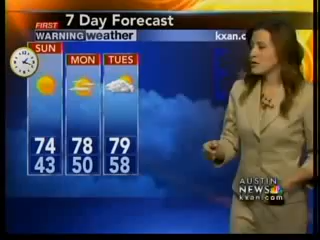 FIRST 7 Day Forecast
WARNING weather
kxan.c
SUN MON TUES
74 78 79
43 50 58
AUSTIN
NEWS
kxan.com